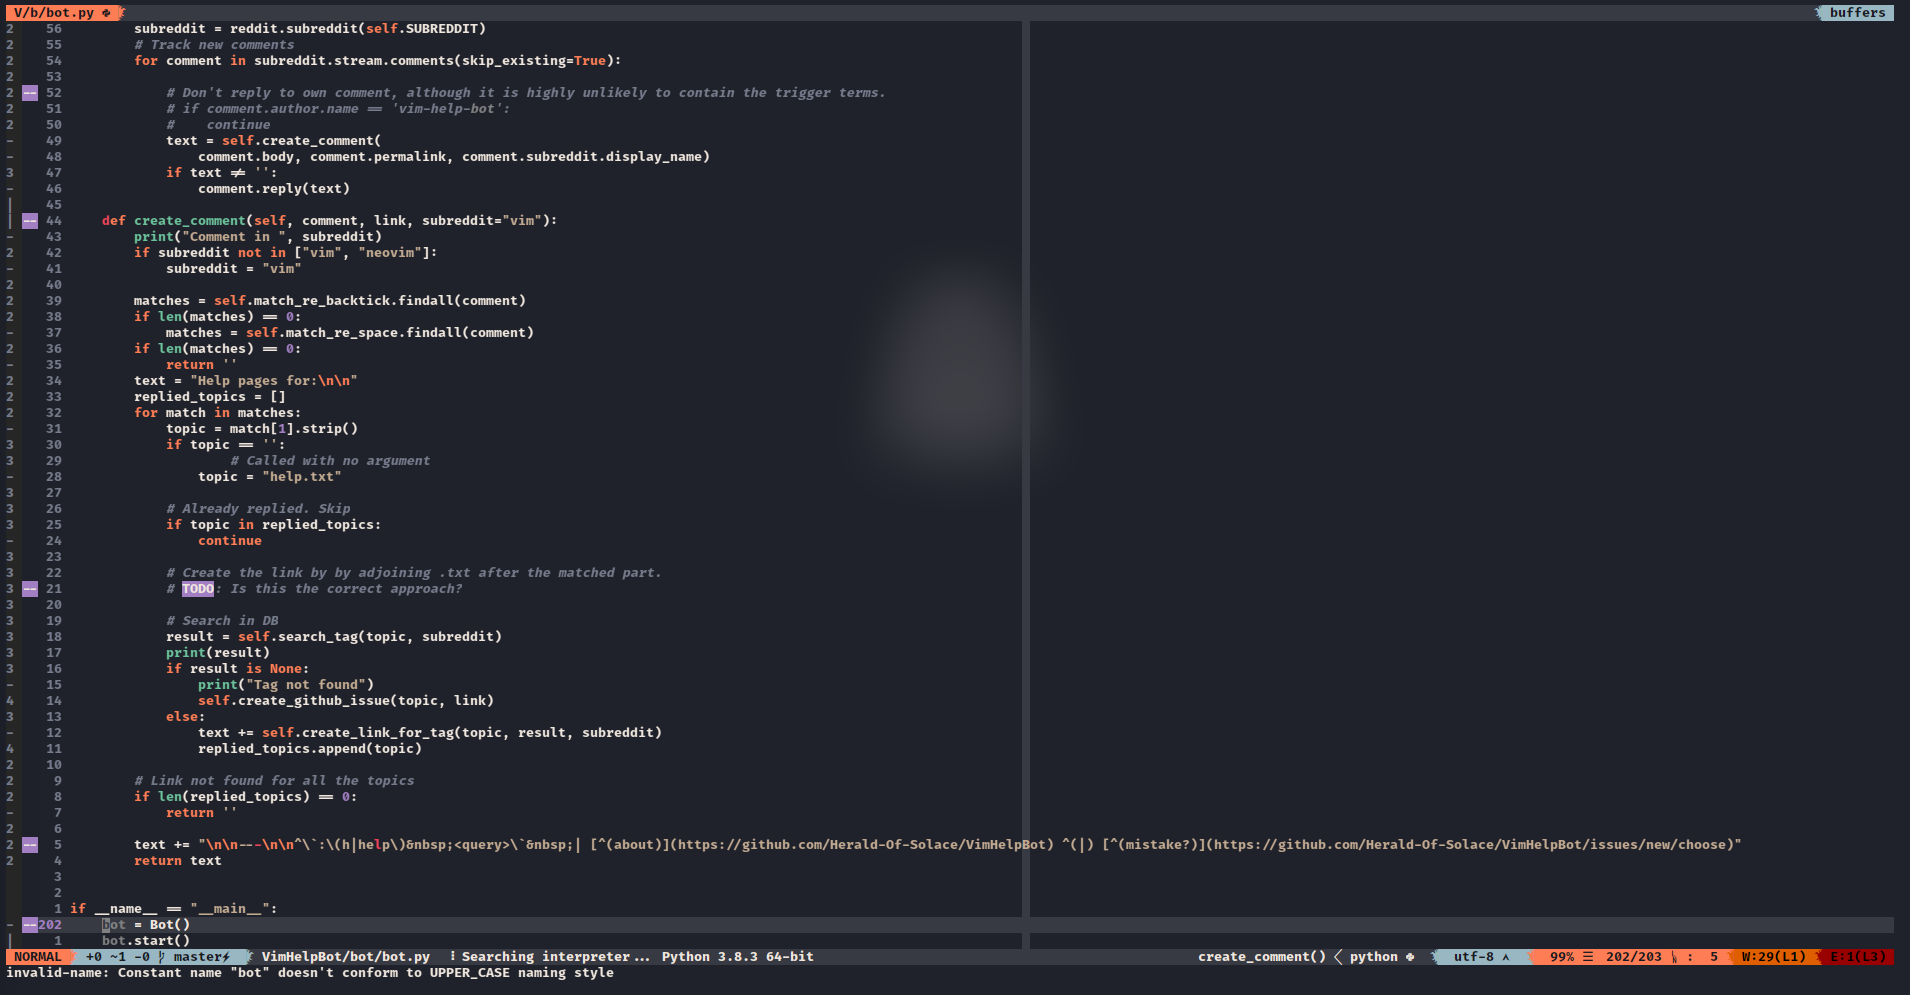 V/b/bot.py buffers
2 56 subreddit = reddit.subreddit(self.SUBREDDIT)
2 55 # Track new comments
2 54 for comment in subreddit.stream.comments(skip_existing=True):
2 53
2 -- 52 # Don't reply to own comment, although it is highly unlikely to contain the trigger terms.
2 51 # if comment.author.name == 'vim-help-bot':
2 50 #    continue
- 49 text = self.create_comment(
- 48 comment.body, comment.permalink, comment.subreddit.display_name)
3 47 if text != '':
- 46 comment.reply(text)
| 45
| -- 44 def create_comment(self, comment, link, subreddit="vim"):
- 43 print("Comment in ", subreddit)
2 42 if subreddit not in ["vim", "neovim"]:
- 41 subreddit = "vim"
2 40
2 39 matches = self.match_re_backtick.findall(comment)
2 38 if len(matches) == 0:
- 37 matches = self.match_re_space.findall(comment)
2 36 if len(matches) == 0:
- 35 return ''
2 34 text = "Help pages for:\n\n"
2 33 replied_topics = []
2 32 for match in matches:
- 31 topic = match[1].strip()
3 30 if topic == '':
3 29 # Called with no argument
- 28 topic = "help.txt"
3 27
3 26 # Already replied. Skip
3 25 if topic in replied_topics:
- 24 continue
3 23
3 22 # Create the link by by adjoining .txt after the matched part.
3 -- 21 # TODO: Is this the correct approach?
3 20
3 19 # Search in DB
3 18 result = self.search_tag(topic, subreddit)
3 17 print(result)
3 16 if result is None:
- 15 print("Tag not found")
4 14 self.create_github_issue(topic, link)
3 13 else:
- 12 text += self.create_link_for_tag(topic, result, subreddit)
4 11 replied_topics.append(topic)
2 10
2 9 # Link not found for all the topics
2 8 if len(replied_topics) == 0:
- 7 return ''
2 6
2 -- 5 text += "\n\n---\n\n^\`:\(h|help\)&nbsp;<query>\`&nbsp;| [^(about)](https://github.com/Herald-Of-Solace/VimHelpBot) ^(|) [^(mistake?)](https://github.com/Herald-Of-Solace/VimHelpBot/issues/new/choose)"
2 4 return text
3
2
1 if __name__ == "__main__":
- --202 bot = Bot()
| 1 bot.start()
NORMAL +0 ~1 -0 master⚡ VimHelpBot/bot/bot.py Searching interpreter... Python 3.8.3 64-bit create_comment() python utf-8 99% ☰ 202/203 : 5 W:29(L1) E:1(L3)
invalid-name: Constant name "bot" doesn't conform to UPPER_CASE naming style